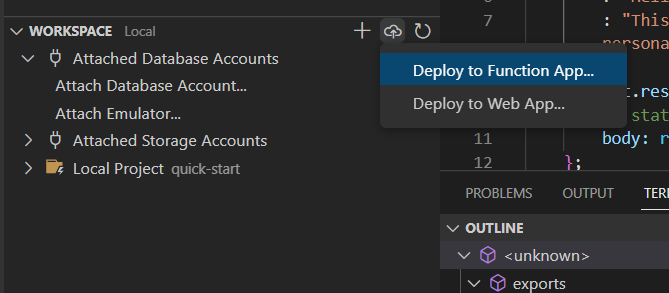 WORKSPACE Local
Attached Database Accounts
Attach Database Account...
Attach Emulator...
Attached Storage Accounts
Local Project quick-start
Deploy to Function App...
Deploy to Web App...
7 : "This
persona
.res
stat
11 body: r
12 };
PROBLEMS OUTPUT TER
OUTLINE
<unknown>
exports